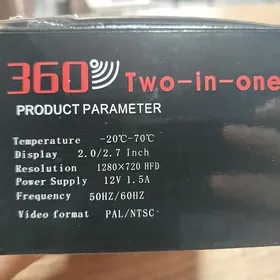 360° Two-in-one
PRODUCT PARAMETER
Temperature -20℃-70℃
Display 2.0/2.7 Inch
Resolution 1280×720 HFD
Power Supply 12V 1.5A
Frequency 50HZ/60HZ
Video format PAL/NTSC